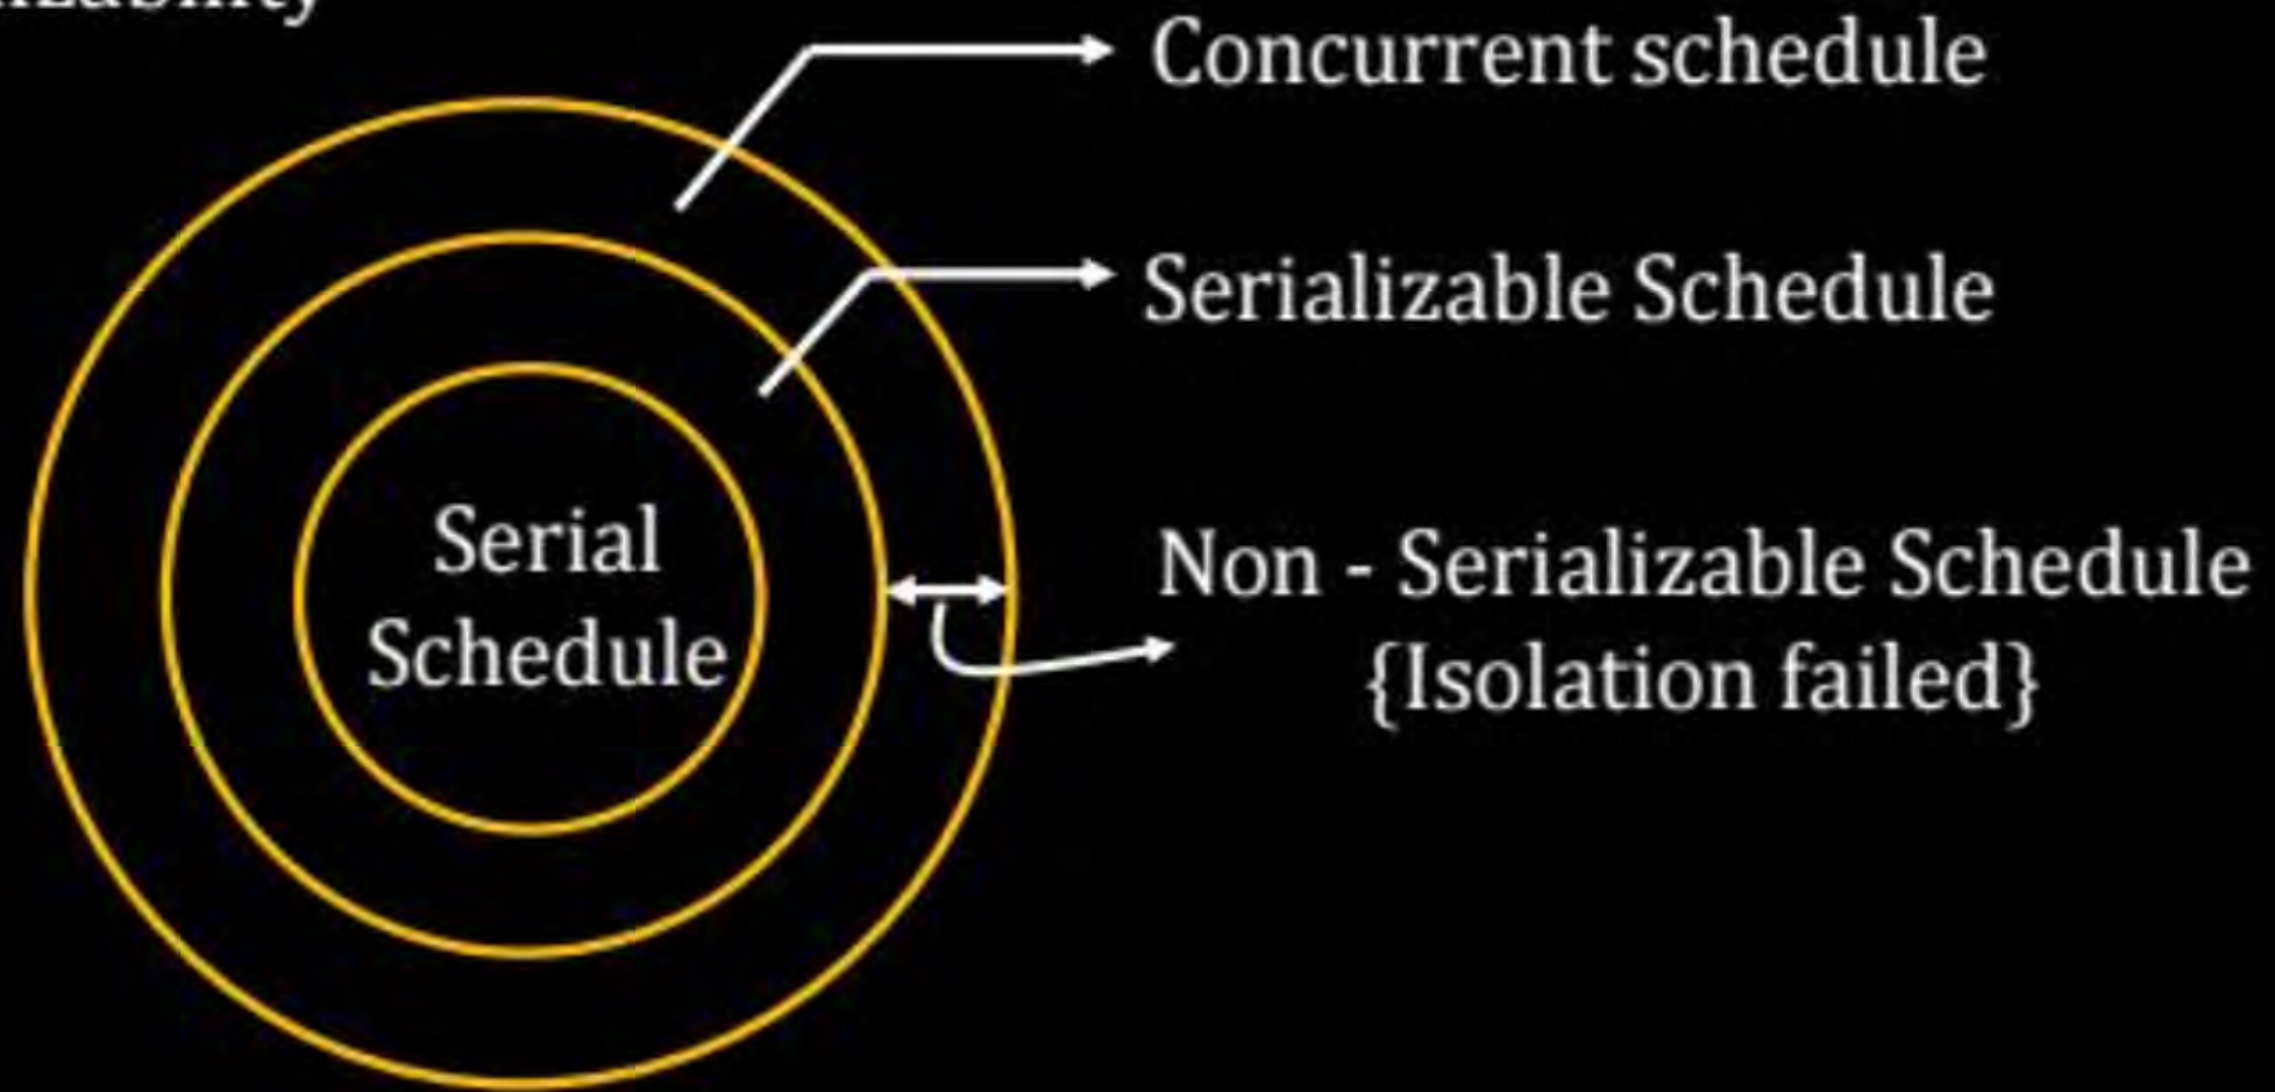 Concurrent schedule
Serializable Schedule
Serial
Schedule
Non - Serializable Schedule
{Isolation failed}